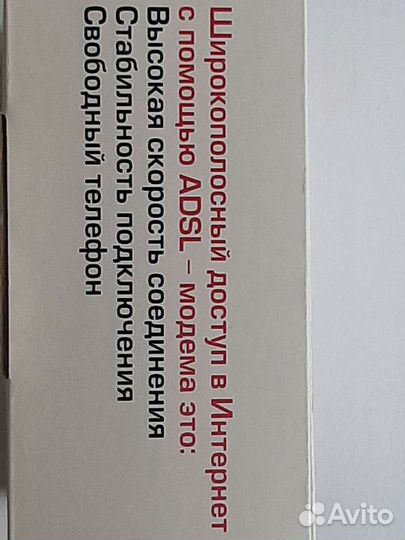 Широкополосный доступ в Интернет
с помощью ADSL – модема это:
Высокая скорость соединения
Стабильность подключения
Свободный телефон
Avito